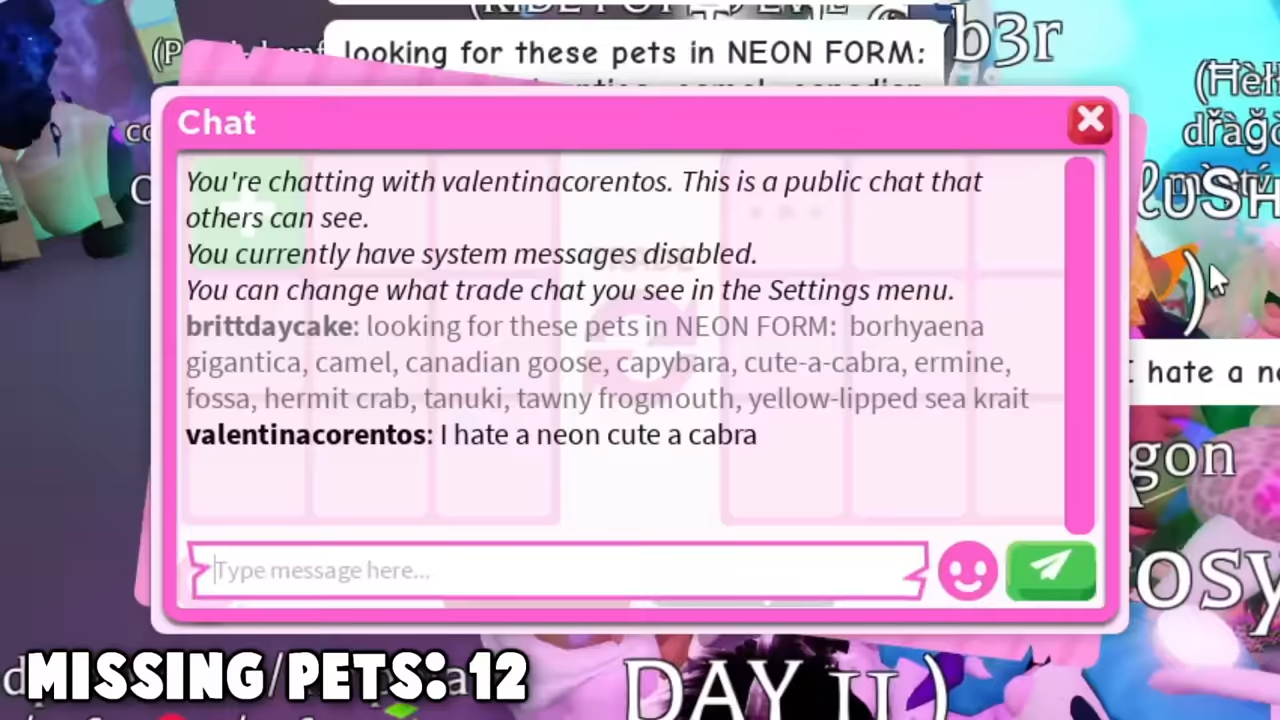 looking for these pets in NEON FORM:
b3r
Chat
You're chatting with valentinacorentos. This is a public chat that
others can see.
You currently have system messages disabled.
You can change what trade chat you see in the Settings menu.
brittdaycake: looking for these pets in NEON FORM: borhyaena
gigantica, camel, canadian goose, capybara, cute-a-cabra, ermine,
fossa, hermit crab, tanuki, tawny frogmouth, yellow-lipped sea krait
valentinacorentos: I hate a neon cute a cabra
I hate a
gon
Type message here...
osy
MISSING PETS: 12
DAY II )